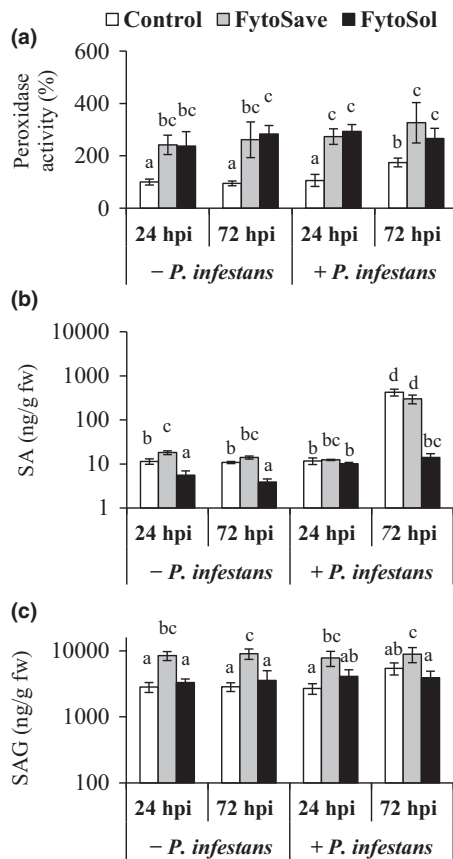 Control FytoSave FytoSol
(a)
Peroxidase
activity (%)
600
400
200
0
a bc bc a bc c a c c b c c
24 hpi 72 hpi 24 hpi 72 hpi
− P. infestans + P. infestans
(b)
SA (ng/g fw)
10000
1000
100
10
1
b c a b bc a b bc b d d bc
24 hpi 72 hpi 24 hpi 72 hpi
− P. infestans + P. infestans
(c)
SAG (ng/g fw)
10000
1000
100
a bc a a c a a bc ab ab c a
24 hpi 72 hpi 24 hpi 72 hpi
− P. infestans + P. infestans